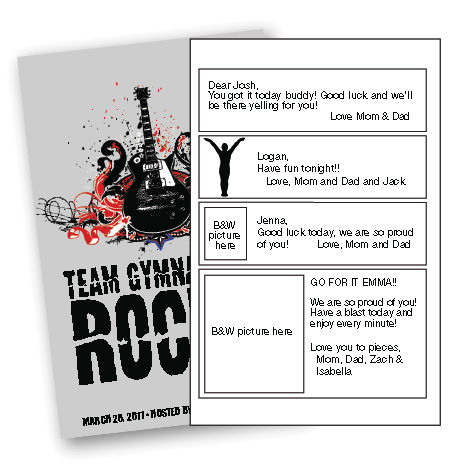 Dear Josh,
You got it today buddy! Good luck and we'll
be there yelling for you!
Love Mom & Dad
Logan,
Have fun tonight!!
Love, Mom and Dad and Jack
B&W
picture
here
Jenna,
Good luck today, we are so proud
of you! Love, Mom and Dad
B&W picture here
GO FOR IT EMMA!!
We are so proud of you!
Have a blast today and
enjoy every minute!
Love you to pieces,
Mom, Dad, Zach &
Isabella
TEAM GYMNA
ROC
MARCH 26, 2011 • HOSTED BY